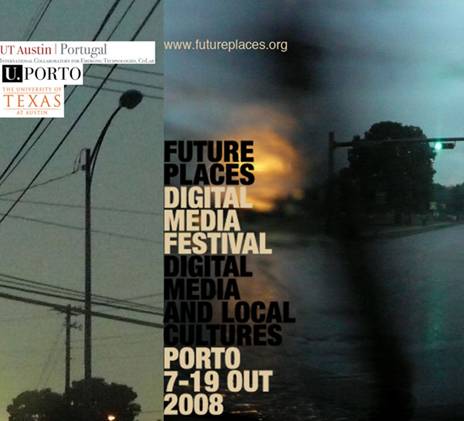 UT Austin | Portugal
INTERNATIONAL COLLABORATORY FOR EMERGING TECHNOLOGIES, COLAB
U. PORTO
THE UNIVERSITY OF
TEXAS
AT AUSTIN
www.futureplaces.org
FUTURE
PLACES
DIGITAL
MEDIA
FESTIVAL
DIGITAL
MEDIA
AND LOCAL
CULTURES
PORTO
7-19 OUT
2008